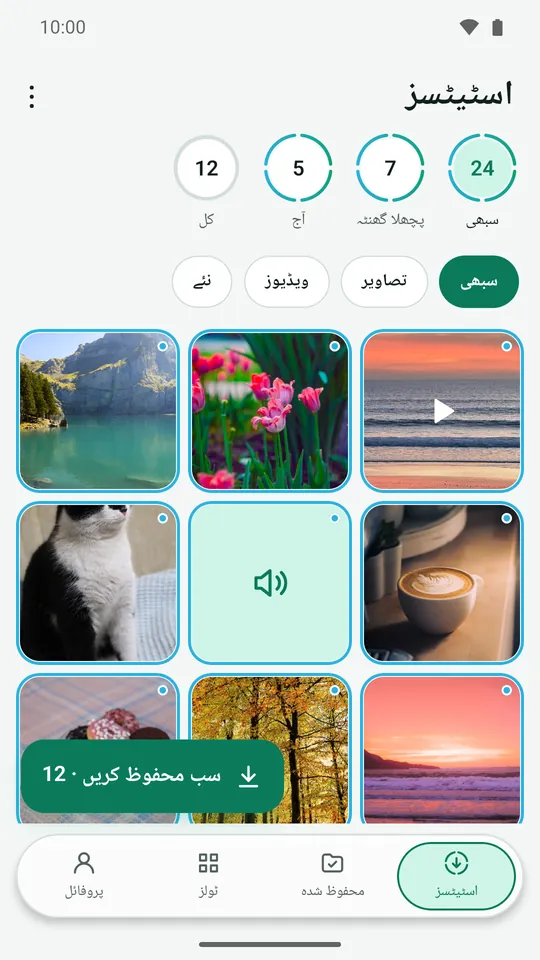 10:00
اسٹیٹسز
24
7
5
12
سبھی
پچھلا گھنٹہ
آج
کل
سبھی
تصاویر
ویڈیوز
نئے
سب محفوظ کریں · 12
اسٹیٹسز
محفوظ شدہ
ٹولز
پروفائل